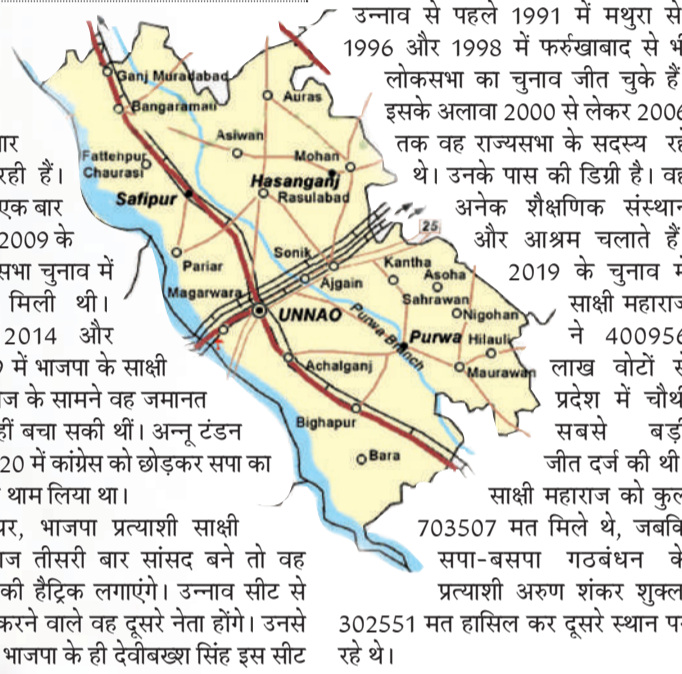 ार
रही हैं।
एक बार
2009 के
सभा चुनाव में
मिली थी।
2014 और
9 में भाजपा के साक्षी
ाज के सामने वह जमानत
हीं बचा सकी थीं। अन्नू टंडन
20 में कांग्रेस को छोड़कर सपा का
थाम लिया था।
पर, भाजपा प्रत्याशी साक्षी
ाज तीसरी बार सांसद बने तो वह
की हैट्रिक लगाएंगे। उन्नाव सीट से
करने वाले वह दूसरे नेता होंगे। उनसे
भाजपा के ही देवीबख्श सिंह इस सीट
Ganj Muradabad
Bangaramau
Auras
Asiwan
Mohan
Fattehpur
Chaurasi
Hasanganj
Safipur
Rasulabad
25
Sonik
Pariar
Kantha
Ajgain
Asoha
Magarwara
Sahrawan
UNNAO
Nigohan
Purwa Branch
Purwa
Hilauli
Achalganj
Maurawan
Bighapur
Bara
उन्नाव से पहले 1991 में मथुरा से
1996 और 1998 में फर्रुखाबाद से भी
लोकसभा का चुनाव जीत चुके हैं
इसके अलावा 2000 से लेकर 2006
तक वह राज्यसभा के सदस्य रहे
थे। उनके पास की डिग्री है। वह
अनेक शैक्षणिक संस्थान
और आश्रम चलाते हैं
2019 के चुनाव में
साक्षी महाराज
ने 400956
लाख वोटों से
प्रदेश में चौथी
सबसे बड़ी
जीत दर्ज की थी
साक्षी महाराज को कुल
703507 मत मिले थे, जबकि
सपा-बसपा गठबंधन के
प्रत्याशी अरुण शंकर शुक्ल
302551 मत हासिल कर दूसरे स्थान पर
रहे थे।